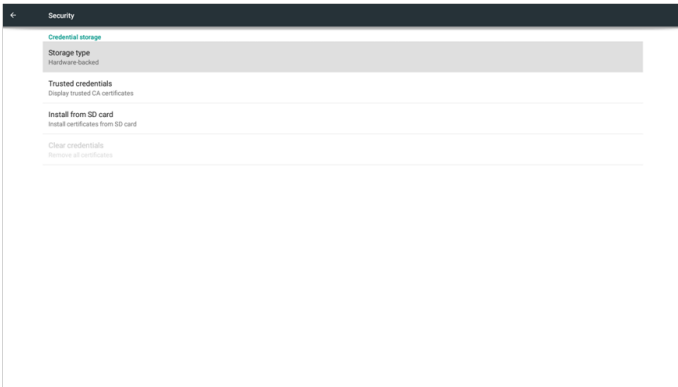 Security
Credential storage
Storage type
Hardware-backed
Trusted credentials
Display trusted CA certificates
Install from SD card
Install certificates from SD card
Clear credentials
Remove all certificates